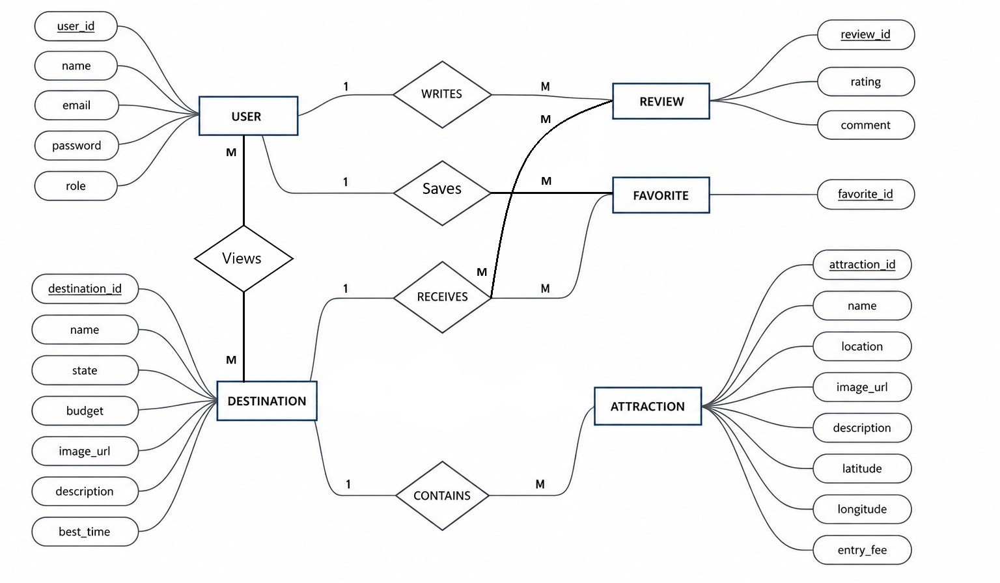 user_id
name
email
password
role
USER
1
WRITES
M
REVIEW
review_id
rating
comment
M
M
1
Saves
M
FAVORITE
favorite_id
Views
M
1
RECEIVES
M
M
destination_id
name
state
budget
image_url
description
best_time
DESTINATION
1
CONTAINS
M
ATTRACTION
attraction_id
name
location
image_url
description
latitude
longitude
entry_fee